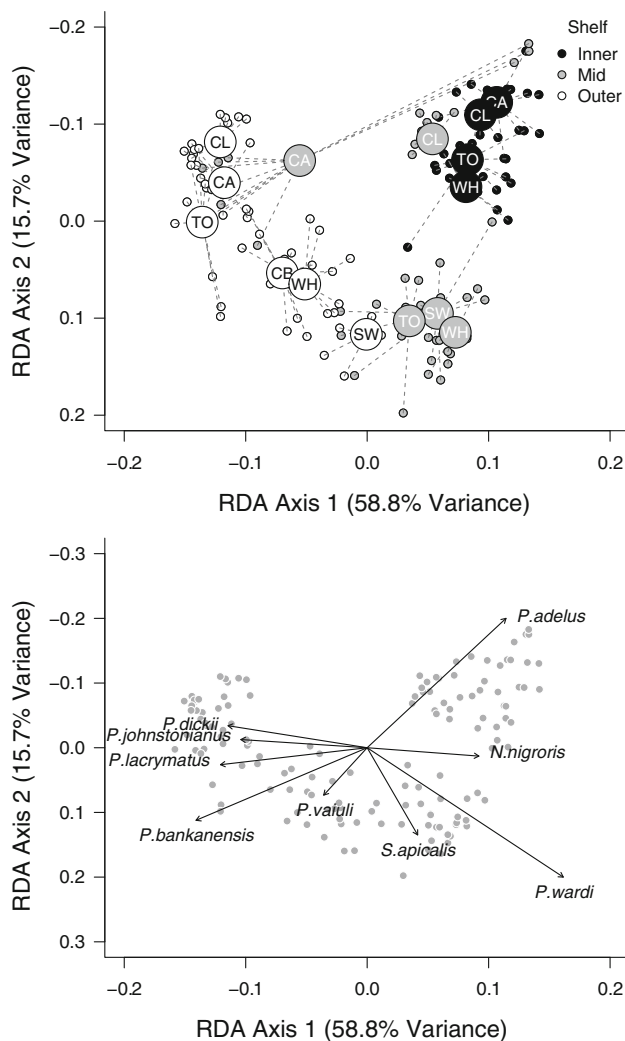 −0.2
−0.1
0.0
0.1
0.2
RDA Axis 2 (15.7% Variance)
Shelf
Inner
Mid
Outer
CA
CL
TO
WH
CL
CA
CL
CA
TO
CB
WH
SW
TO
SW
WH
−0.2
−0.1
0.0
0.1
0.2
RDA Axis 1 (58.8% Variance)
−0.3
−0.2
−0.1
0.0
0.1
0.2
0.3
RDA Axis 2 (15.7% Variance)
P.adelus
P.dickii
P.johnstonianus
P.lacrymatus
N.nigroris
P.vaiuli
P.bankanensis
S.apicalis
P.wardi
−0.2
−0.1
0.0
0.1
0.2
RDA Axis 1 (58.8% Variance)